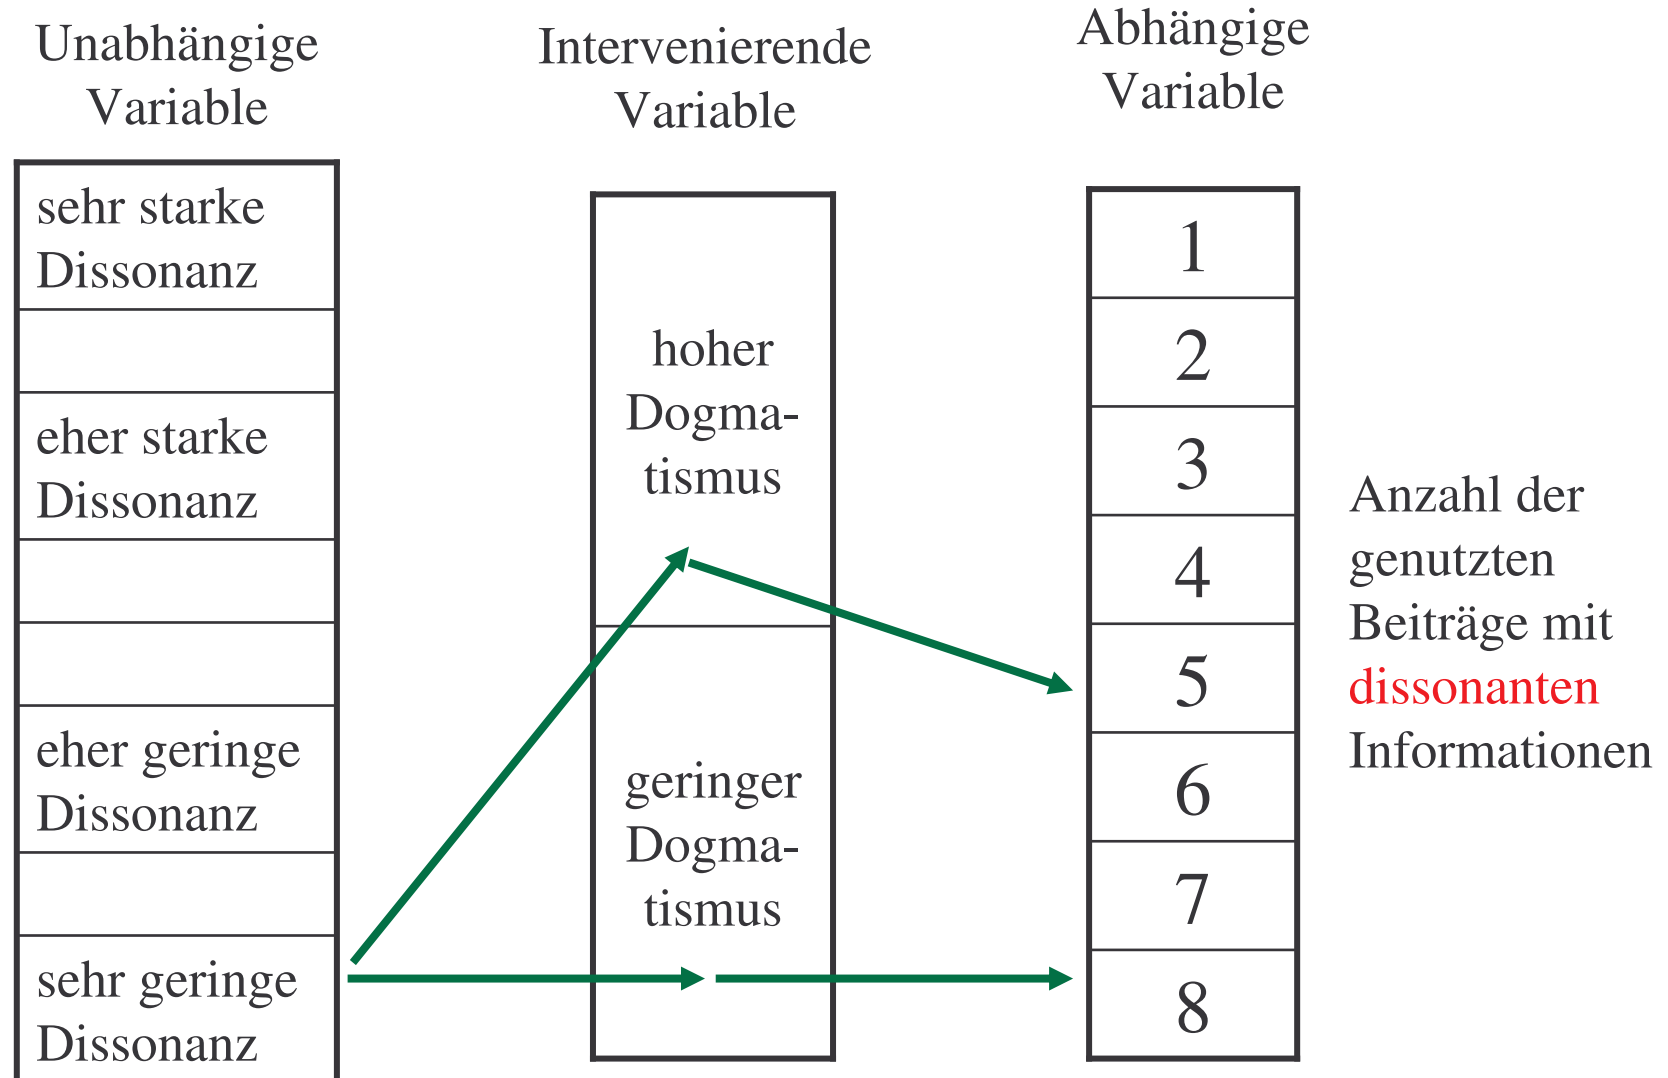 Unabhängige
Variable
Intervenierende
Variable
Abhängige
Variable
sehr starke
Dissonanz
eher starke
Dissonanz
eher geringe
Dissonanz
sehr geringe
Dissonanz
hoher
Dogma-
tismus
geringer
Dogma-
tismus
1
2
3
4
5
6
7
8
Anzahl der
genutzten
Beiträge mit
dissonanten
Informationen